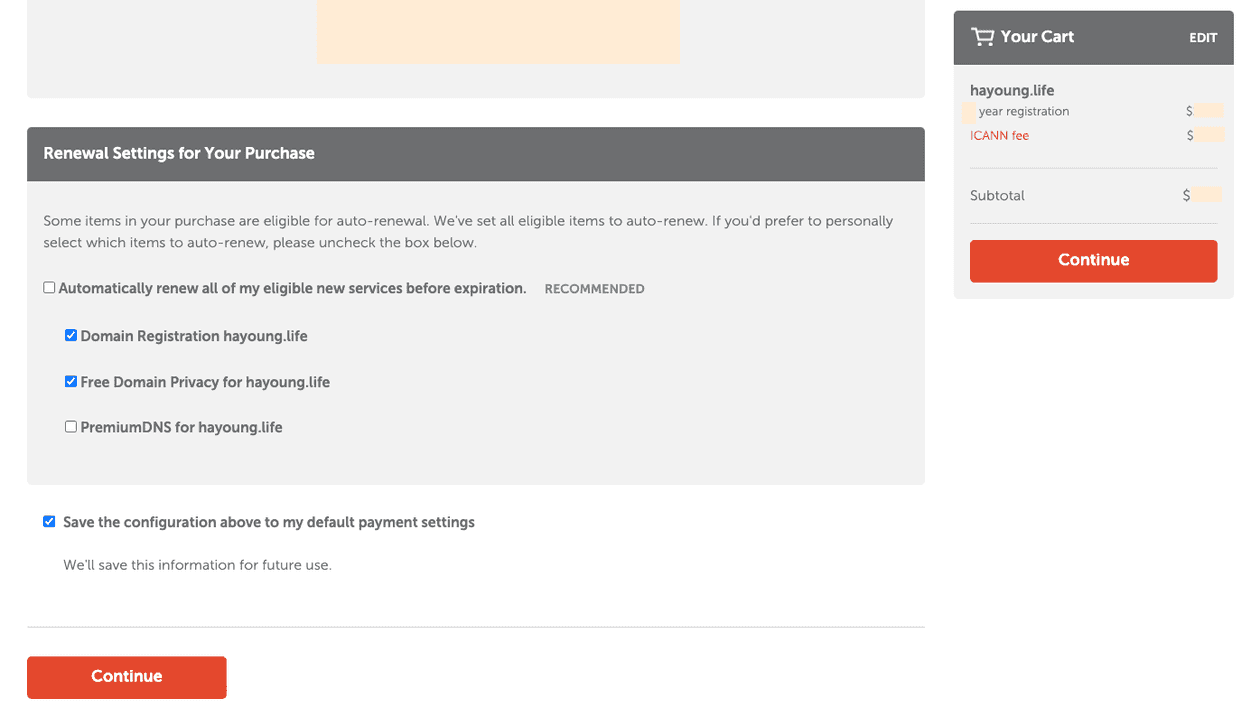 Your Cart
EDIT
hayoung.life
year registration
$
ICANN fee
$
Subtotal
$
Continue
Renewal Settings for Your Purchase
Some items in your purchase are eligible for auto-renewal. We've set all eligible items to auto-renew. If you'd prefer to personally
select which items to auto-renew, please uncheck the box below.
Automatically renew all of my eligible new services before expiration. RECOMMENDED
Domain Registration hayoung.life
Free Domain Privacy for hayoung.life
PremiumDNS for hayoung.life
Save the configuration above to my default payment settings
We'll save this information for future use.
Continue